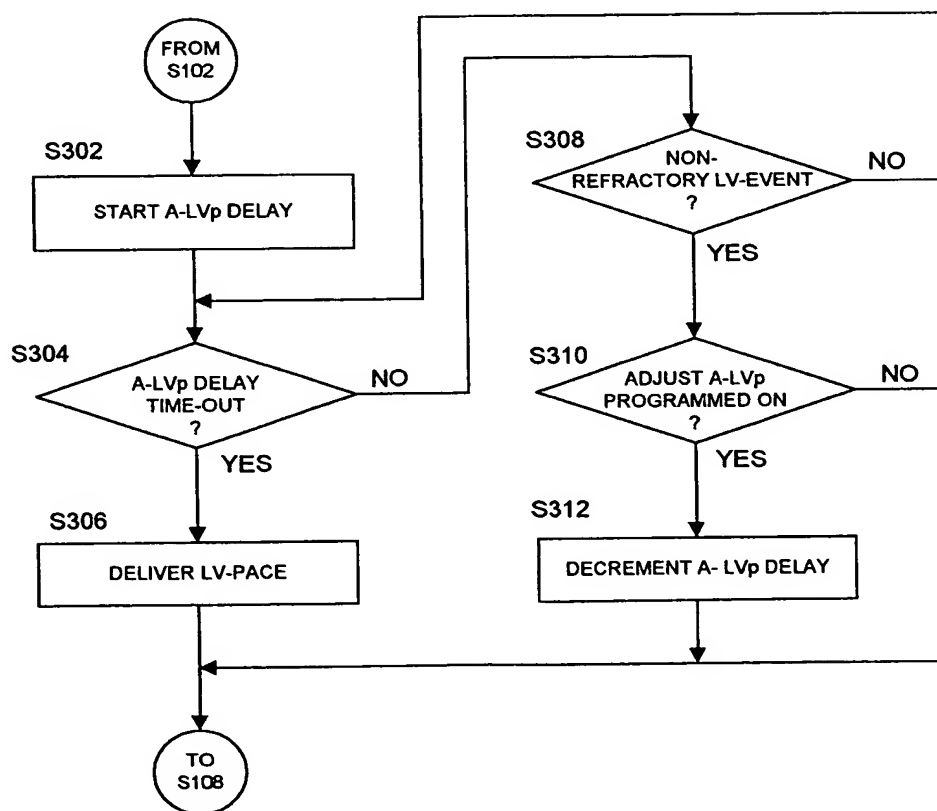 FROM
S102
S302
START A-LVp DELAY
S304
A-LVp DELAY
TIME-OUT
?
NO
YES
S306
DELIVER LV-PACE
TO
S108
S308
NON-
REFRACTORY LV-EVENT
?
NO
YES
S310
ADJUST A-LVp
PROGRAMMED ON
?
NO
YES
S312
DECREMENT A- LVp DELAY